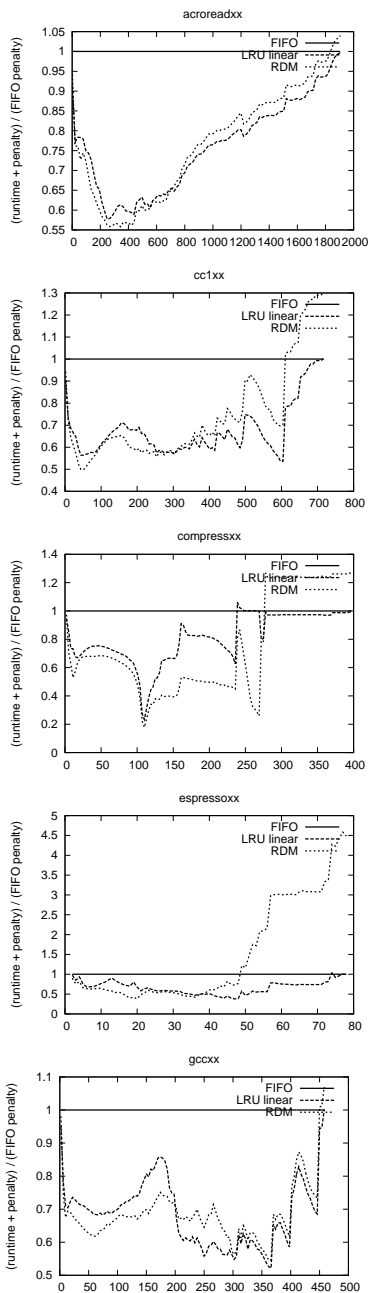 acroreadxx
(runtime + penalty) / (FIFO penalty)
1.05
1
0.95
0.9
0.85
0.8
0.75
0.7
0.65
0.6
0.55
FIFO
LRU linear
RDM
0 200 400 600 800 1000 1200 1400 1600 1800 2000
cc1xx
(runtime + penalty) / (FIFO penalty)
1.3
1.2
1.1
1
0.9
0.8
0.7
0.6
0.5
0.4
FIFO
LRU linear
RDM
0 100 200 300 400 500 600 700 800
compressxx
(runtime + penalty) / (FIFO penalty)
1.4
1.2
1
0.8
0.6
0.4
0.2
0
FIFO
LRU linear
RDM
0 50 100 150 200 250 300 350 400
espressoxx
(runtime + penalty) / (FIFO penalty)
5
4.5
4
3.5
3
2.5
2
1.5
1
0.5
0
FIFO
LRU linear
RDM
0 10 20 30 40 50 60 70 80
gccxx
(runtime + penalty) / (FIFO penalty)
1.1
1
0.9
0.8
0.7
0.6
0.5
FIFO
LRU linear
RDM
0 50 100 150 200 250 300 350 400 450 500